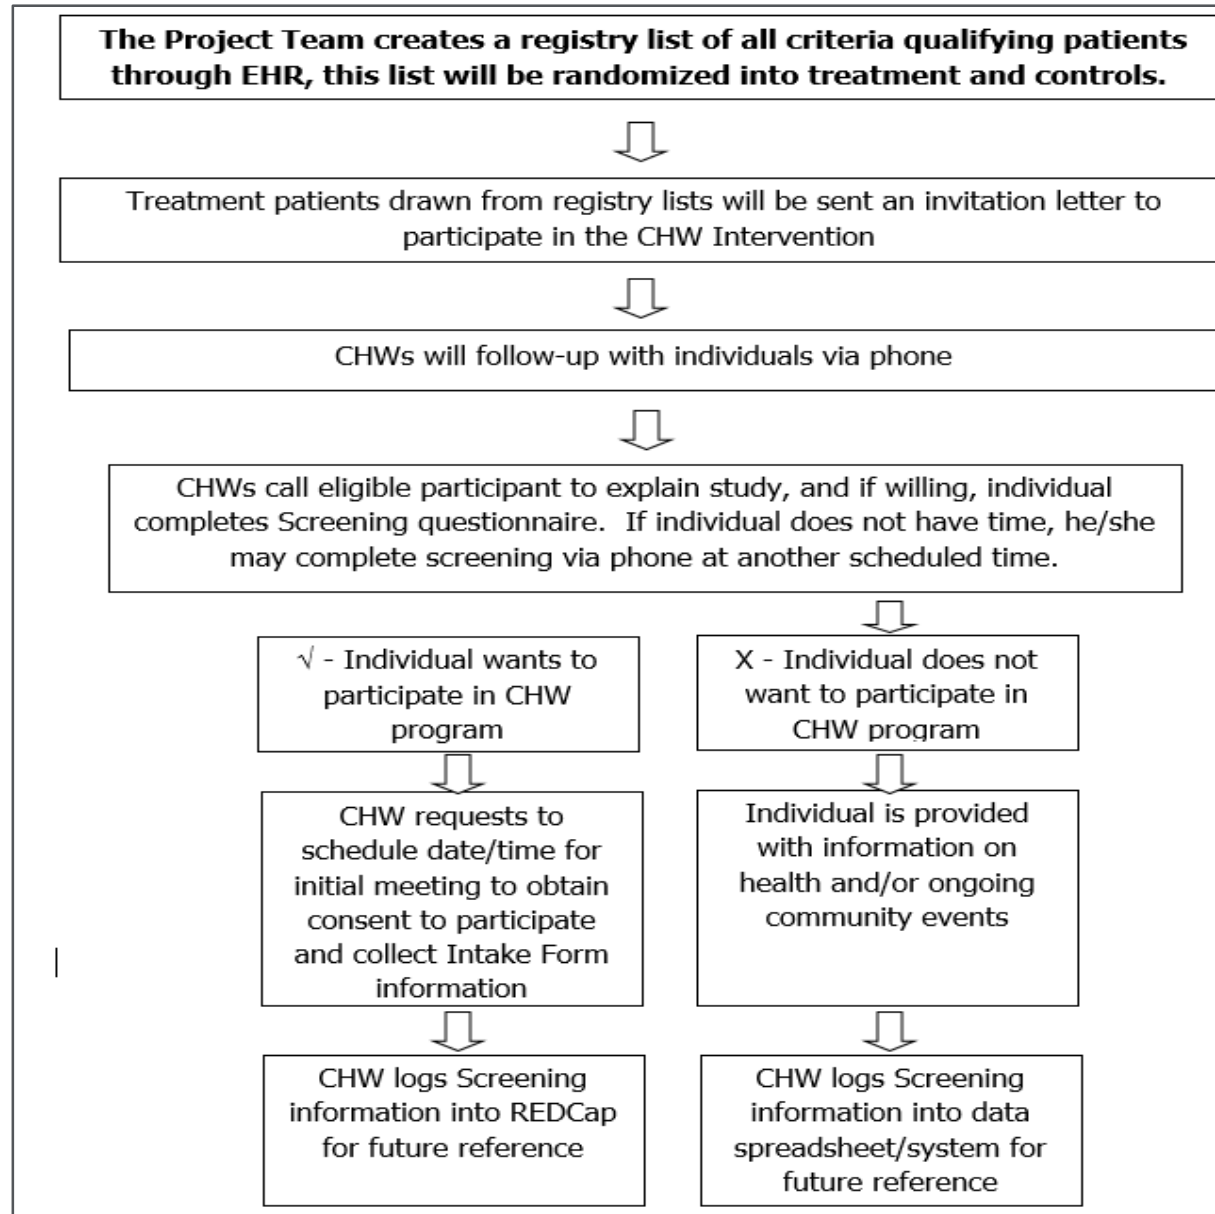 The Project Team creates a registry list of all criteria qualifying patients
through EHR, this list will be randomized into treatment and controls.
Treatment patients drawn from registry lists will be sent an invitation letter to
participate in the CHW Intervention
CHWs will follow-up with individuals via phone
CHWs call eligible participant to explain study, and if willing, individual
completes Screening questionnaire.  If individual does not have time, he/she
may complete screening via phone at another scheduled time.
√ - Individual wants to
participate in CHW
program
X - Individual does not
want to participate in
CHW program
CHW requests to
schedule date/time for
initial meeting to obtain
consent to participate
and collect Intake Form
information
Individual is provided
with information on
health and/or ongoing
community events
CHW logs Screening
information into REDCap
for future reference
CHW logs Screening
information into data
spreadsheet/system for
future reference